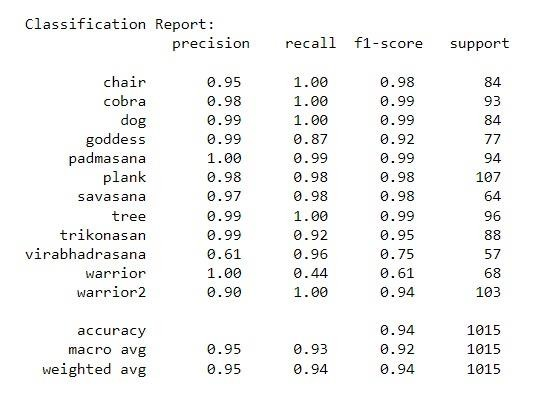 Classification Report:
precision recall f1-score support
chair 0.95 1.00 0.98 84
cobra 0.98 1.00 0.99 93
dog 0.99 1.00 0.99 84
goddess 0.99 0.87 0.92 77
padmasana 1.00 0.99 0.99 94
plank 0.98 0.98 0.98 107
savasana 0.97 0.98 0.98 64
tree 0.99 1.00 0.99 96
trikonasan 0.99 0.92 0.95 88
virabhadrasana 0.61 0.96 0.75 57
warrior 1.00 0.44 0.61 68
warrior2 0.90 1.00 0.94 103
accuracy 0.94 1015
macro avg 0.95 0.93 0.92 1015
weighted avg 0.95 0.94 0.94 1015